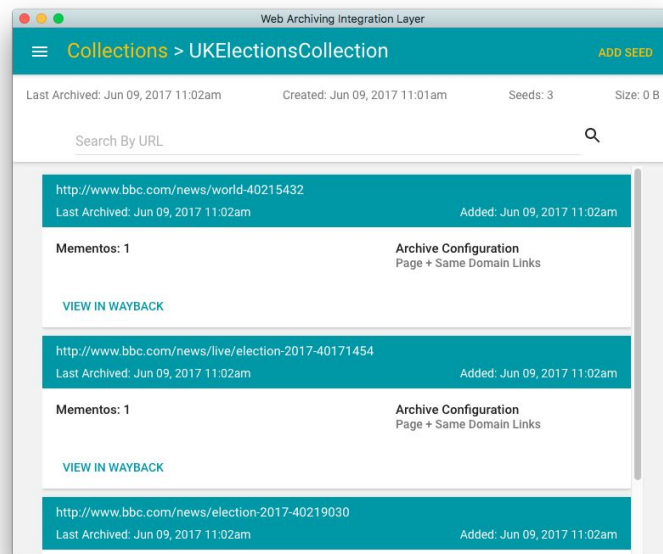 Web Archiving Integration Layer
Collections > UKElectionsCollection ADD SEED
Last Archived: Jun 09, 2017 11:02am Created: Jun 09, 2017 11:01am Seeds: 3 Size: 0 B
Search By URL
http://www.bbc.com/news/world-40215432
Last Archived: Jun 09, 2017 11:02am Added: Jun 09, 2017 11:02am
Mementos: 1 Archive Configuration
Page + Same Domain Links
VIEW IN WAYBACK
http://www.bbc.com/news/live/election-2017-40171454
Last Archived: Jun 09, 2017 11:02am Added: Jun 09, 2017 11:02am
Mementos: 1 Archive Configuration
Page + Same Domain Links
VIEW IN WAYBACK
http://www.bbc.com/news/election-2017-40219030
Last Archived: Jun 09, 2017 11:02am Added: Jun 09, 2017 11:02am